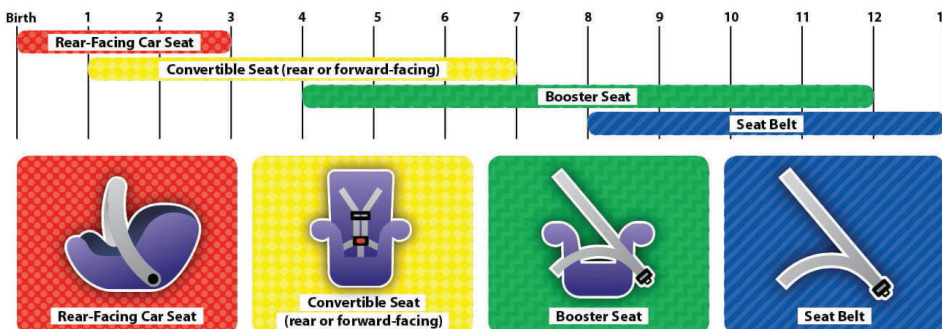 Birth 1 2 3 4 5 6 7 8 9 10 11 12
Rear-Facing Car Seat
Convertible Seat (rear or forward-facing)
Booster Seat
Seat Belt
Rear-Facing Car Seat
Convertible Seat
(rear or forward-facing)
Booster Seat
Seat Belt